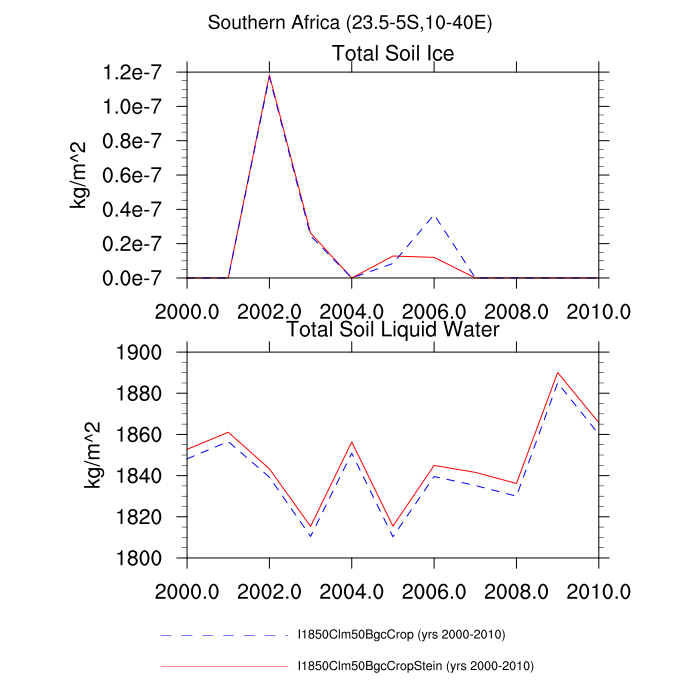 Southern Africa (23.5-5S,10-40E)
Total Soil Ice
1.2e-7
1.0e-7
0.8e-7
0.6e-7
0.4e-7
0.2e-7
0.0e-7
kg/m^2
2000.0 2002.0 2004.0 2006.0 2008.0 2010.0
Total Soil Liquid Water
1900
1880
1860
1840
1820
1800
kg/m^2
2000.0 2002.0 2004.0 2006.0 2008.0 2010.0
I1850Clm50BgcCrop (yrs 2000-2010)
I1850Clm50BgcCropStein (yrs 2000-2010)